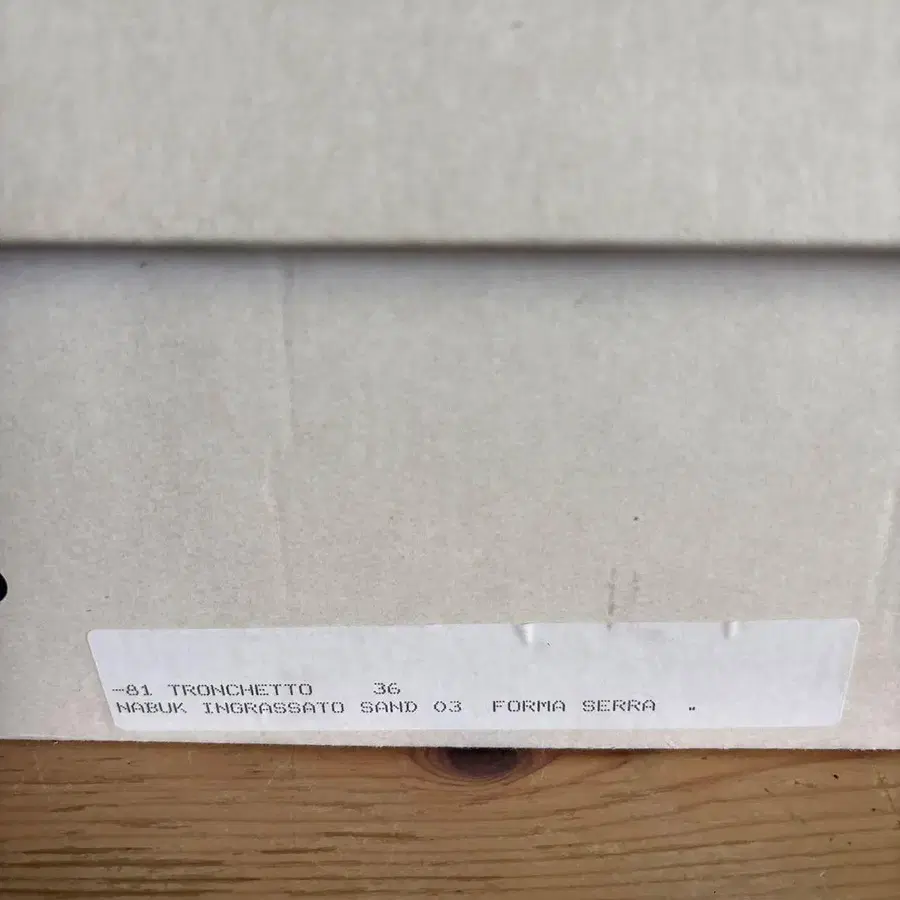 -81 TRONCHETTO 36
NABUK INGRASSATO SAND 03 FORMA SERRA .